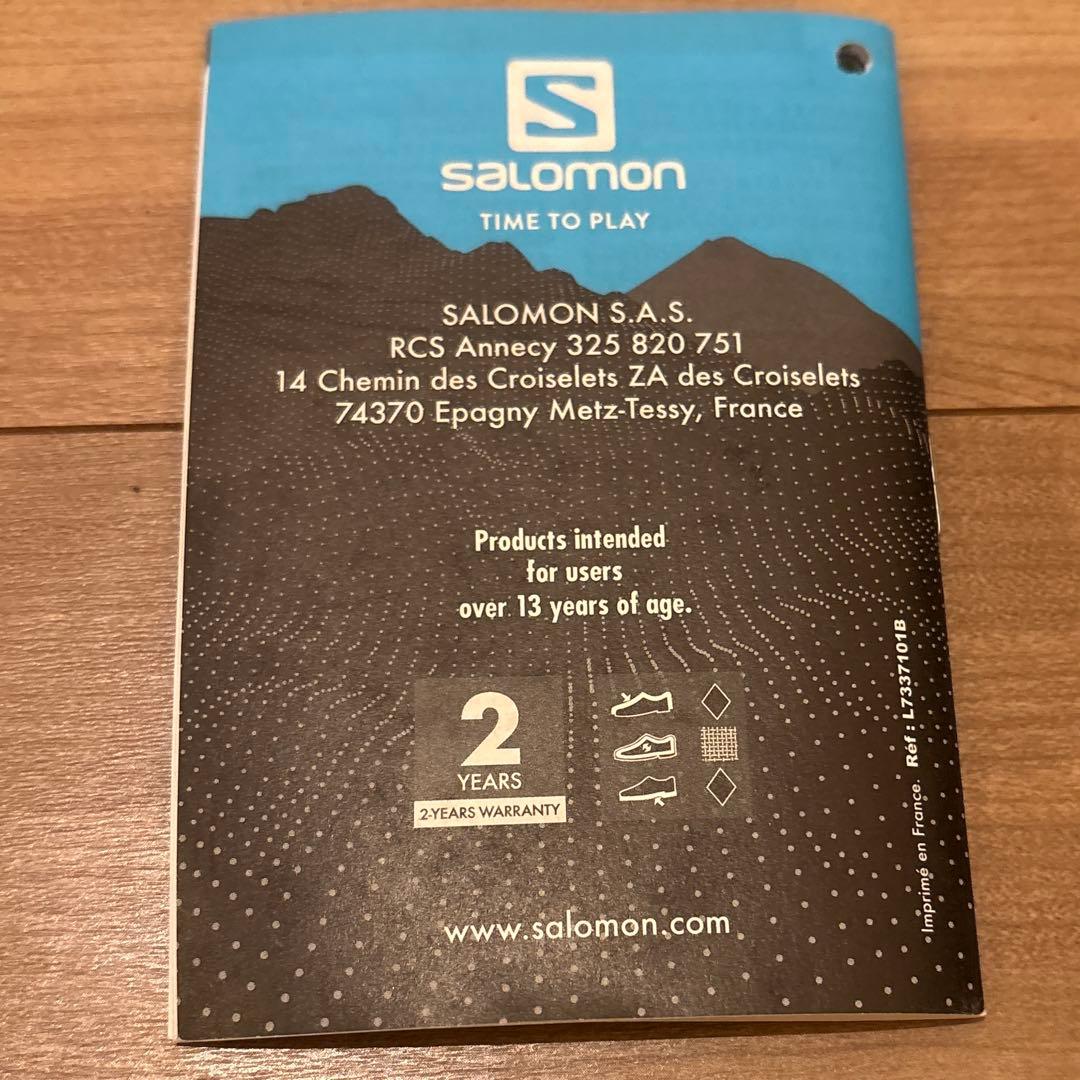 S
SALOMON
TIME TO PLAY
SALOMON S.A.S.
RCS Annecy 325 820 751
14 Chemin des Croiselets ZA des Croiselets
74370 Epagny Metz-Tessy, France
Products intended
for users
over 13 years of age.
2
YEARS
2-YEARS WARRANTY
www.salomon.com
Imprimé en France. Réf : L7337101B